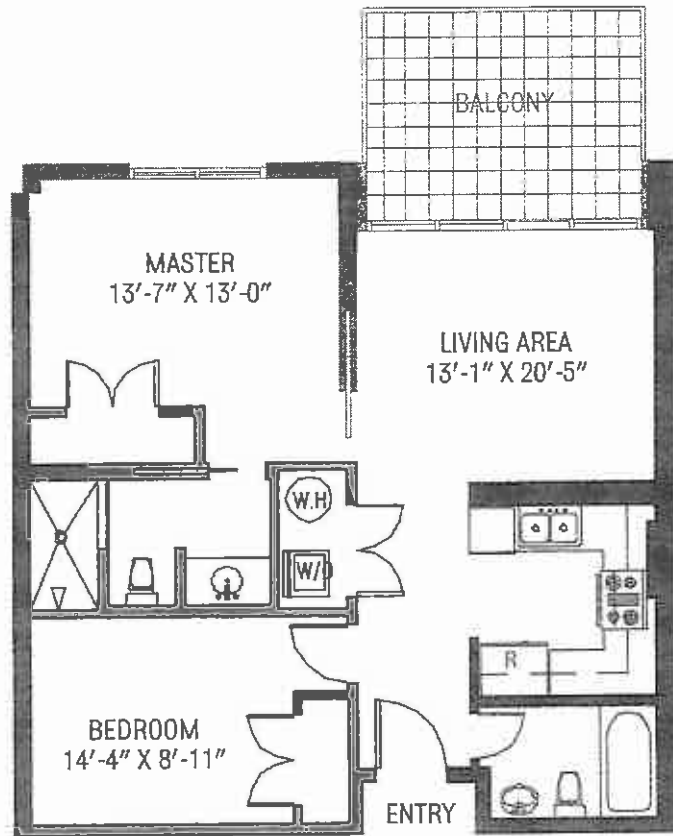 BALCONY
MASTER
13'-7" X 13'-0"
LIVING AREA
13'-1" X 20'-5"
W.H
W/D
R
BEDROOM
14'-4" X 8'-11"
ENTRY